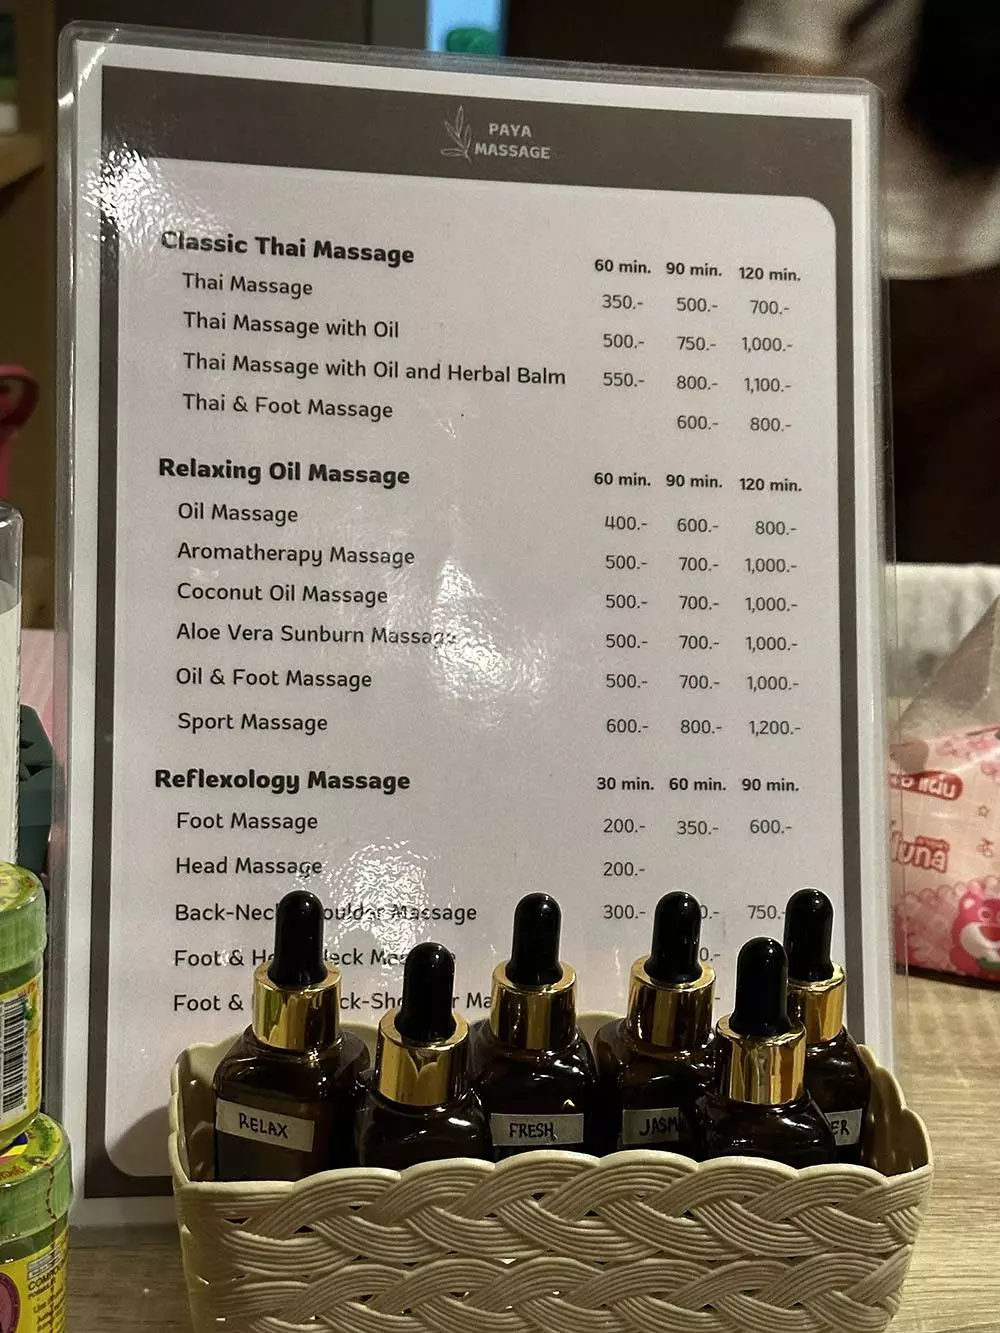 PAYA
MASSAGE
Classic Thai Massage 60 min. 90 min. 120 min.
Thai Massage 350.- 500.- 700.-
Thai Massage with Oil 500.- 750.- 1,000.-
Thai Massage with Oil and Herbal Balm 550.- 800.- 1,100.-
Thai & Foot Massage 600.- 800.-
Relaxing Oil Massage 60 min. 90 min. 120 min.
Oil Massage 400.- 600.- 800.-
Aromatherapy Massage 500.- 700.- 1,000.-
Coconut Oil Massage 500.- 700.- 1,000.-
Aloe Vera Sunburn Massage 500.- 700.- 1,000.-
Oil & Foot Massage 500.- 700.- 1,000.-
Sport Massage 600.- 800.- 1,200.-
Reflexology Massage 30 min. 60 min. 90 min.
Foot Massage 200.- 350.- 600.-
Head Massage 200.-
Massage 300.- 750.-
Foot &
Foot &
RELAX
FRESH